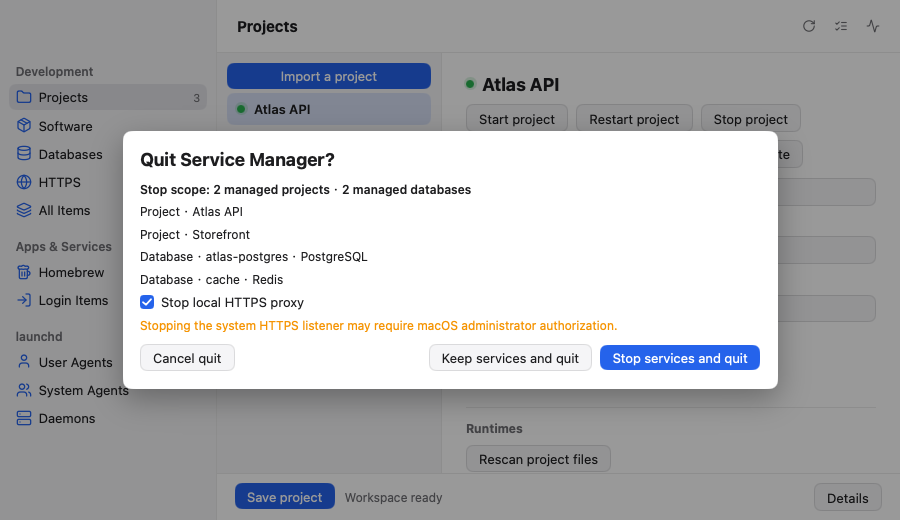 Projects
Development
Projects 3
Software
Databases
HTTPS
All Items
Apps & Services
Homebrew
Login Items
launchd
User Agents
System Agents
Daemons
Import a project
Atlas API
Atlas API
Start project
Restart project
Stop project
te
Quit Service Manager?
Stop scope: 2 managed projects · 2 managed databases
Project · Atlas API
Project · Storefront
Database · atlas-postgres · PostgreSQL
Database · cache · Redis
Stop local HTTPS proxy
Stopping the system HTTPS listener may require macOS administrator authorization.
Cancel quit
Keep services and quit
Stop services and quit
Runtimes
Rescan project files
Save project
Workspace ready
Details